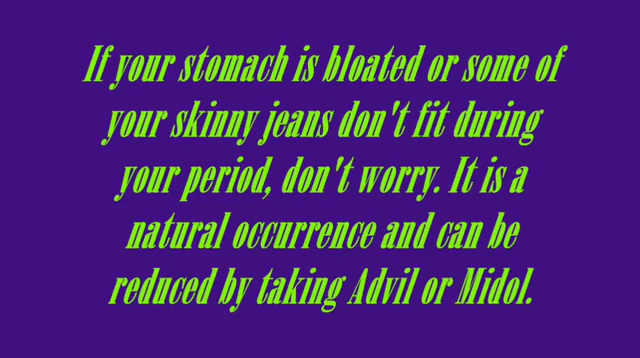 If your stomach is bloated or some of
your skinny jeans don't fit during
your period, don't worry. It is a
natural occurrence and can be
reduced by taking Advil or Midol.